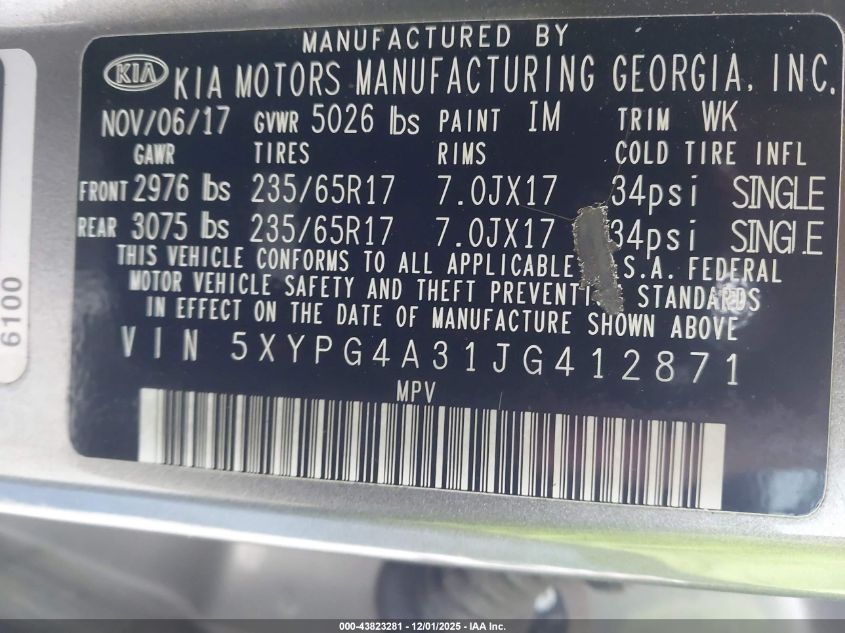 MANUFACTURED BY
KIA KIA MOTORS MANUFACTURING GEORGIA, INC.
NOV/06/17 GVWR 5026 lbs PAINT IM TRIM WK
GAWR TIRES RIMS COLD TIRE INFL
FRONT 2976 lbs 235/65R17 7.0JX17 34psi SINGLE
REAR 3075 lbs 235/65R17 7.0JX17 34psi SINGLE
THIS VEHICLE CONFORMS TO ALL APPLICABLE S.A. FEDERAL
MOTOR VEHICLE SAFETY AND THEFT PREVENTI STANDARDS
IN EFFECT ON THE DATE OF MANUFACTURE SHOWN ABOVE
VIN 5XYPG4A31JG412871
MPV
6100
000-43823281 - 12/01/2025 - IAA Inc.